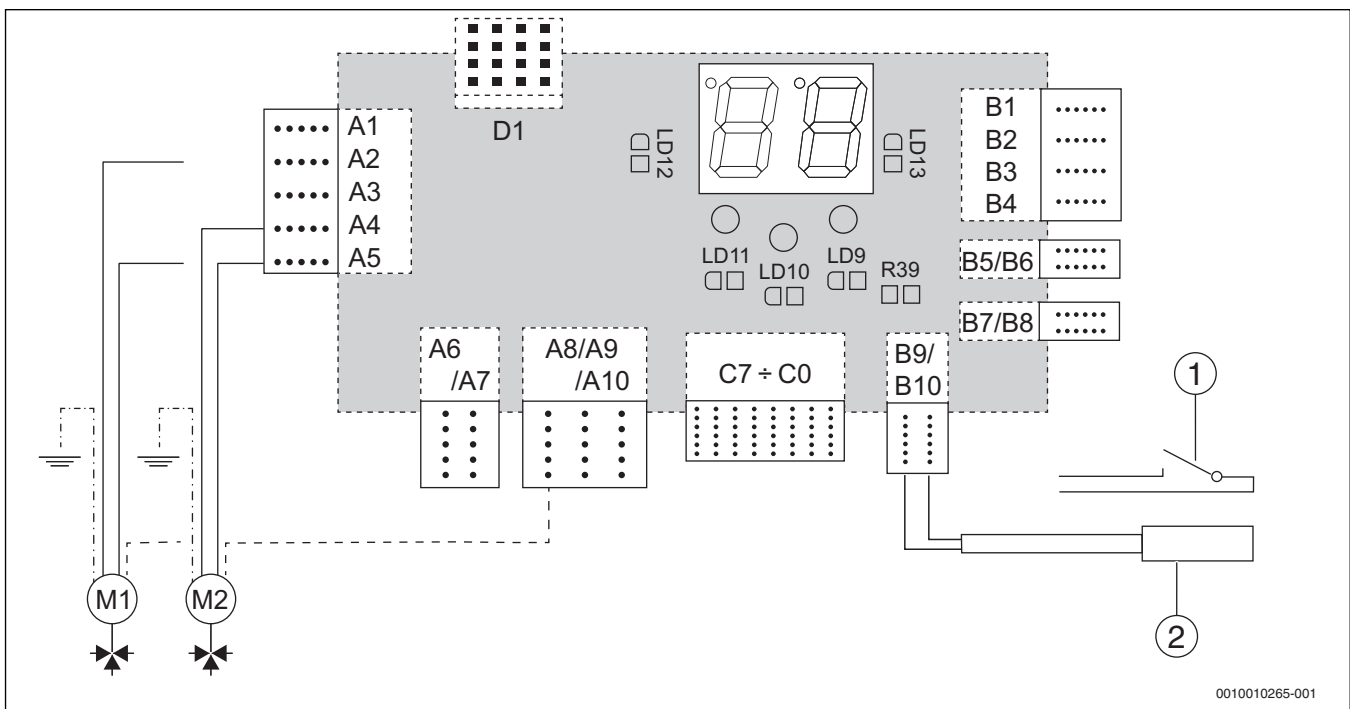 D1
A1
A2
A3
A4
A5
LD12
LD13
B1
B2
B3
B4
B5/B6
B7/B8
LD11
LD10
LD9
R39
A6
/A7
A8/A9
/A10
C7 ÷ C0
B9/
B10
1
2
M1
M2
0010010265-001